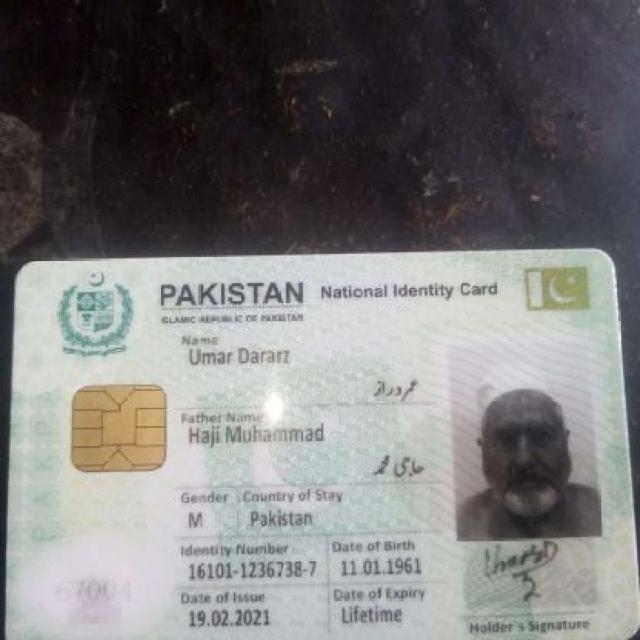 PAKISTAN National Identity Card
ISLAMIC REPUBLIC OF PAKISTAN
Name
Umar Dararz
عمر دراز
Father Name
Haji Muhammad
حاجی محمد
Gender Country of Stay
M Pakistan
Identity Number Date of Birth
16101-1236738-7 11.01.1961
Date of Issue Date of Expiry
19.02.2021 Lifetime
67004
Holder's Signature